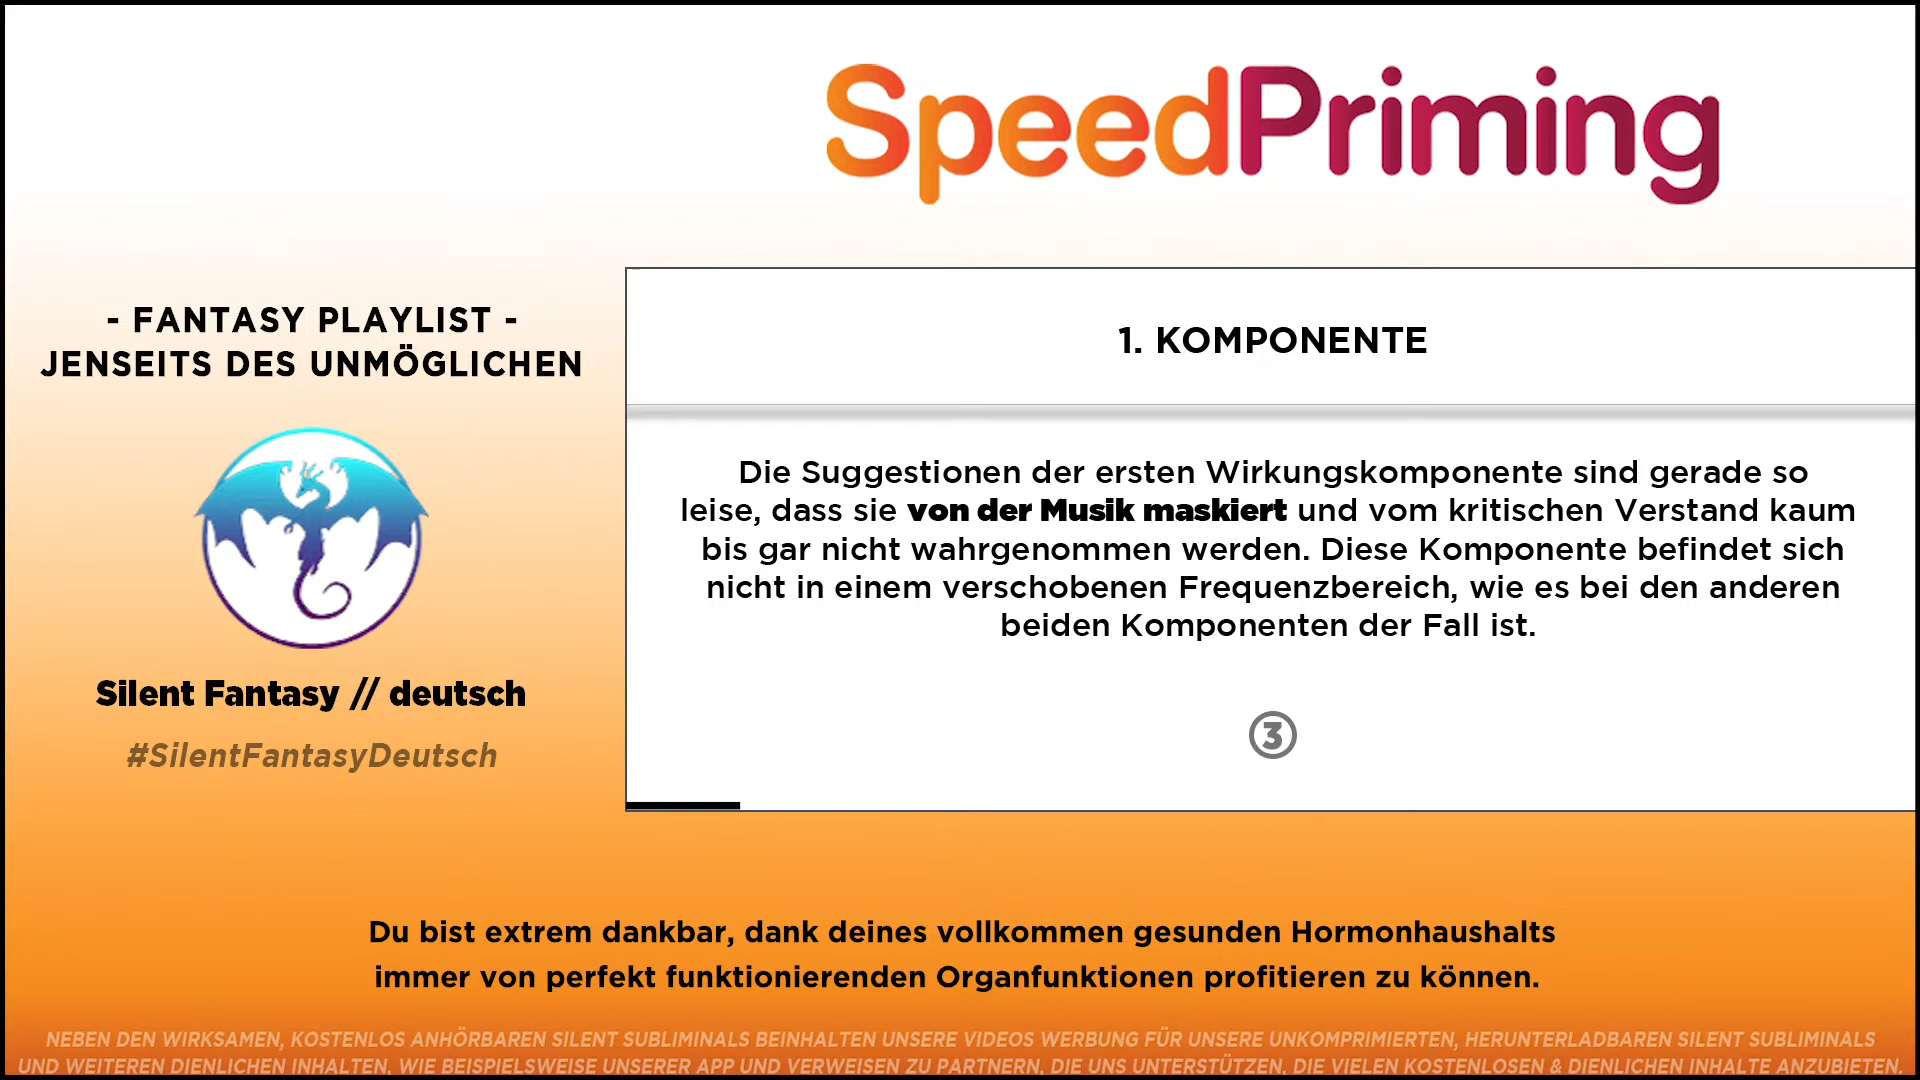 SpeedPriming
- FANTASY PLAYLIST -
JENSEITS DES UNMÖGLICHEN
Silent Fantasy // deutsch
#SilentFantasyDeutsch
1. KOMPONENTE
Die Suggestionen der ersten Wirkungskomponente sind gerade so
leise, dass sie von der Musik maskiert und vom kritischen Verstand kaum
bis gar nicht wahrgenommen werden. Diese Komponente befindet sich
nicht in einem verschobenen Frequenzbereich, wie es bei den anderen
beiden Komponenten der Fall ist.
3
Du bist extrem dankbar, dank deines vollkommen gesunden Hormonhaushalts
immer von perfekt funktionierenden Organfunktionen profitieren zu können.
NEBEN DEN WIRKSAMEN, KOSTENLOS ANHÖRBAREN SILENT SUBLIMINALS BEINHALTEN UNSERE VIDEOS WERBUNG FÜR UNSERE UNKOMPRIMIERTEN, HERUNTERLADBAREN SILENT SUBLIMINALS
UND WEITEREN DIENLICHEN INHALTEN, WIE BEISPIELSWEISE UNSERER APP UND VERWEISEN ZU PARTNERN, DIE UNS UNTERSTÜTZEN, DIE VIELEN KOSTENLOSEN & DIENLICHEN INHALTE ANZUBIETEN.